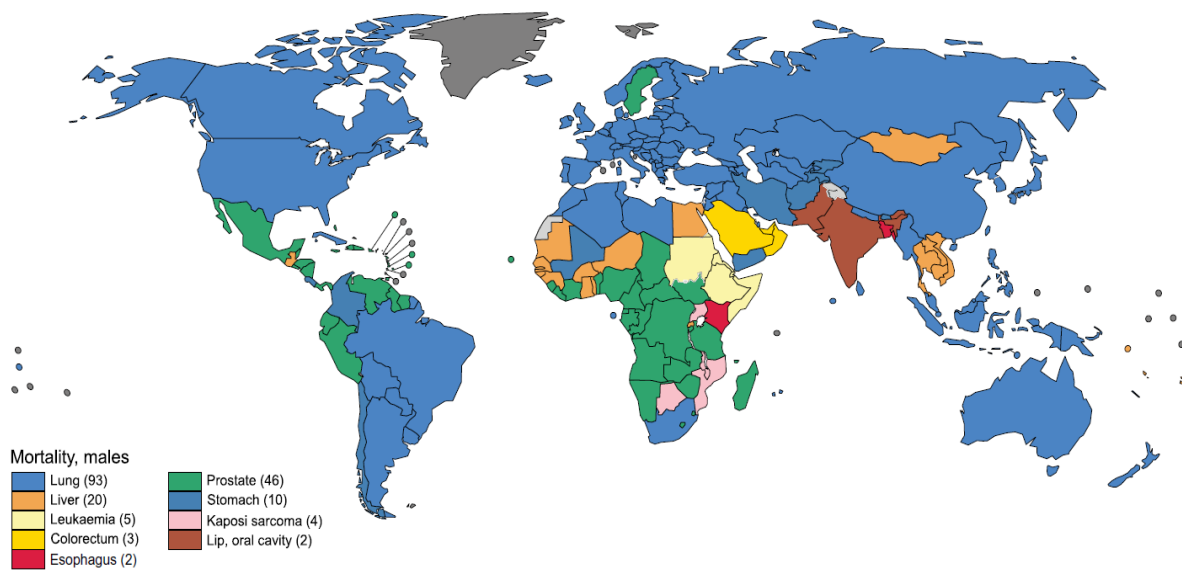 Mortality, males
Lung (93)
Liver (20)
Leukaemia (5)
Colorectum (3)
Esophagus (2)
Prostate (46)
Stomach (10)
Kaposi sarcoma (4)
Lip, oral cavity (2)